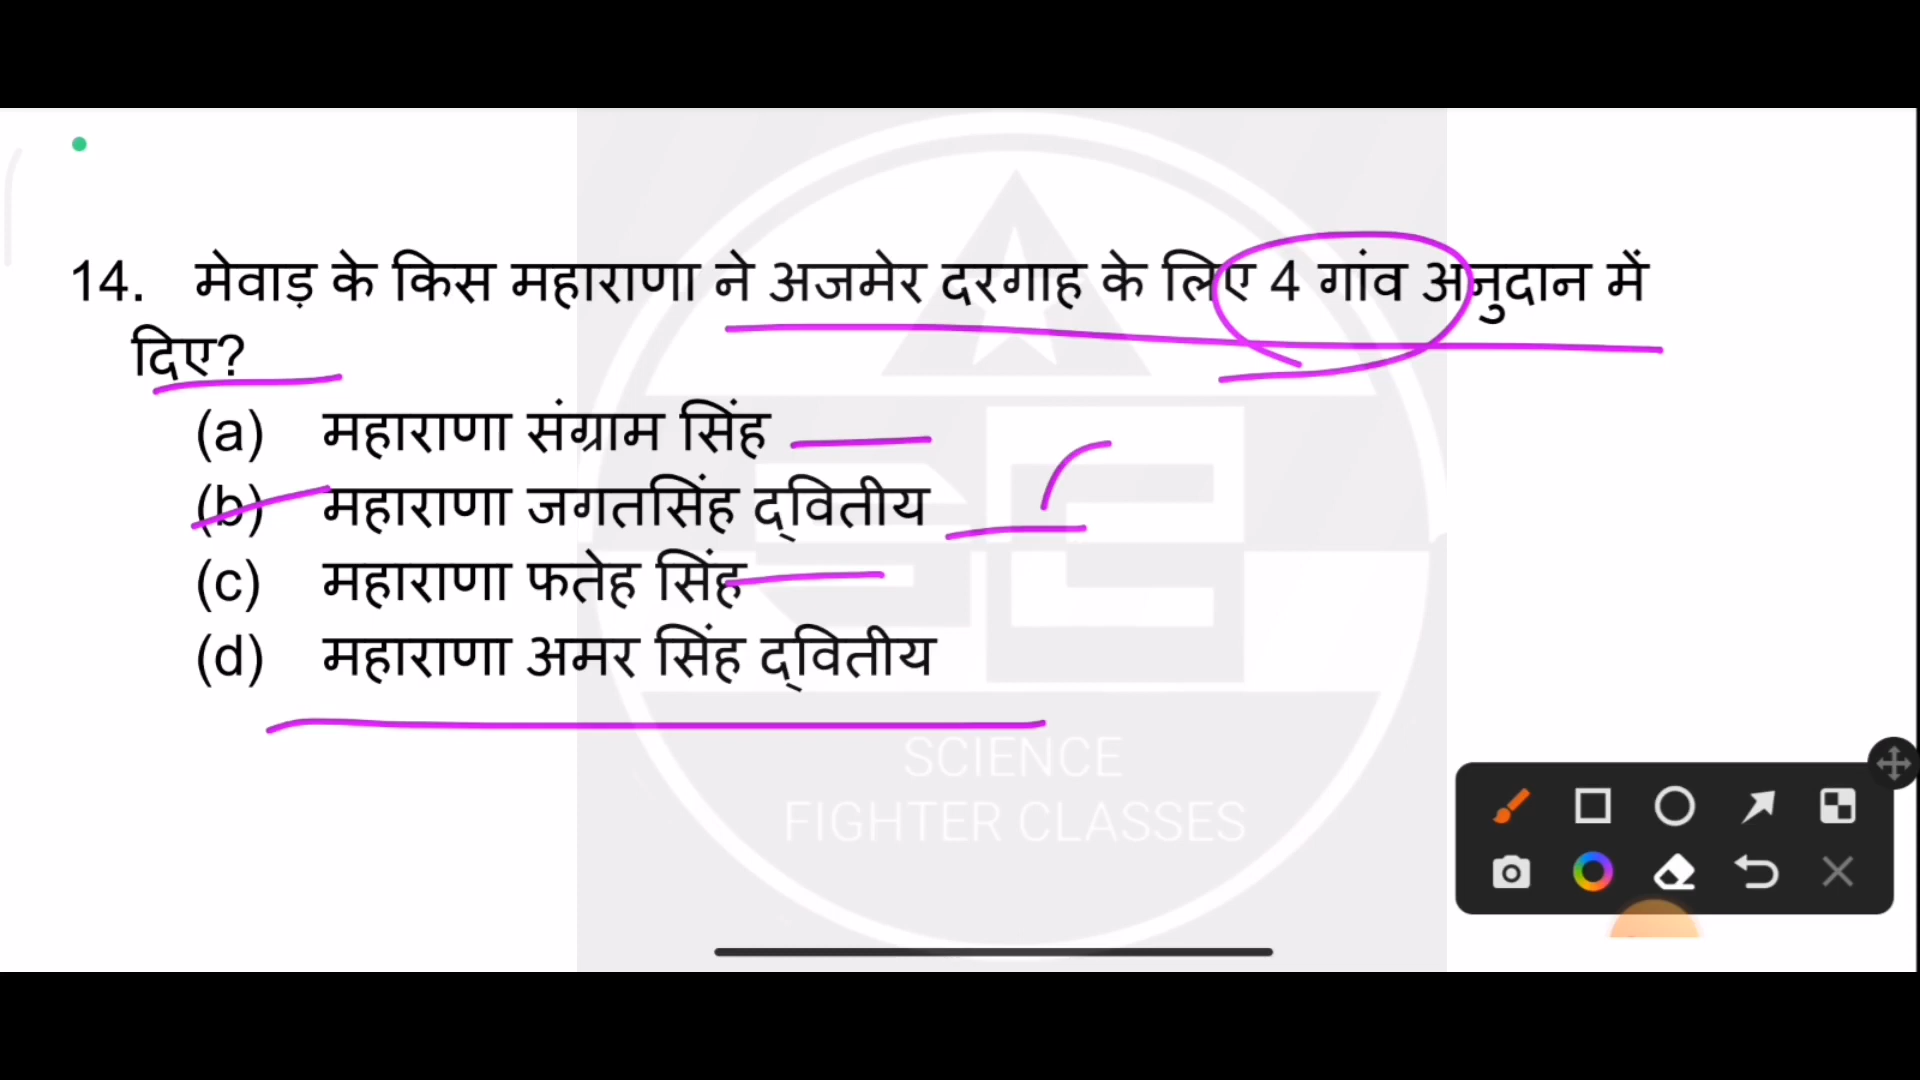 14. मेवाड़ के किस महाराणा ने अजमेर दरगाह के लिए 4 गांव अनुदान में
दिए?
(a) महाराणा संग्राम सिंह
(b) महाराणा जगतसिंह द्वितीय
(c) महाराणा फतेह सिंह
(d) महाराणा अमर सिंह द्वितीय
SCIENCE
FIGHTER CLASSES